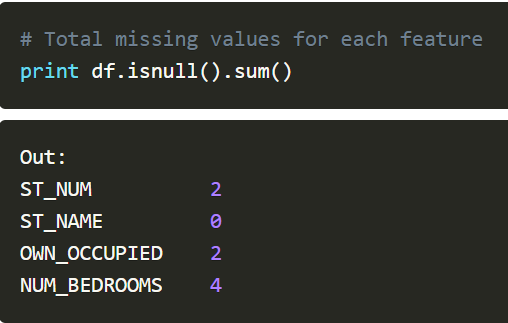 # Total missing values for each feature
print df.isnull().sum()
Out:
ST_NUM 2
ST_NAME 0
OWN_OCCUPIED 2
NUM_BEDROOMS 4